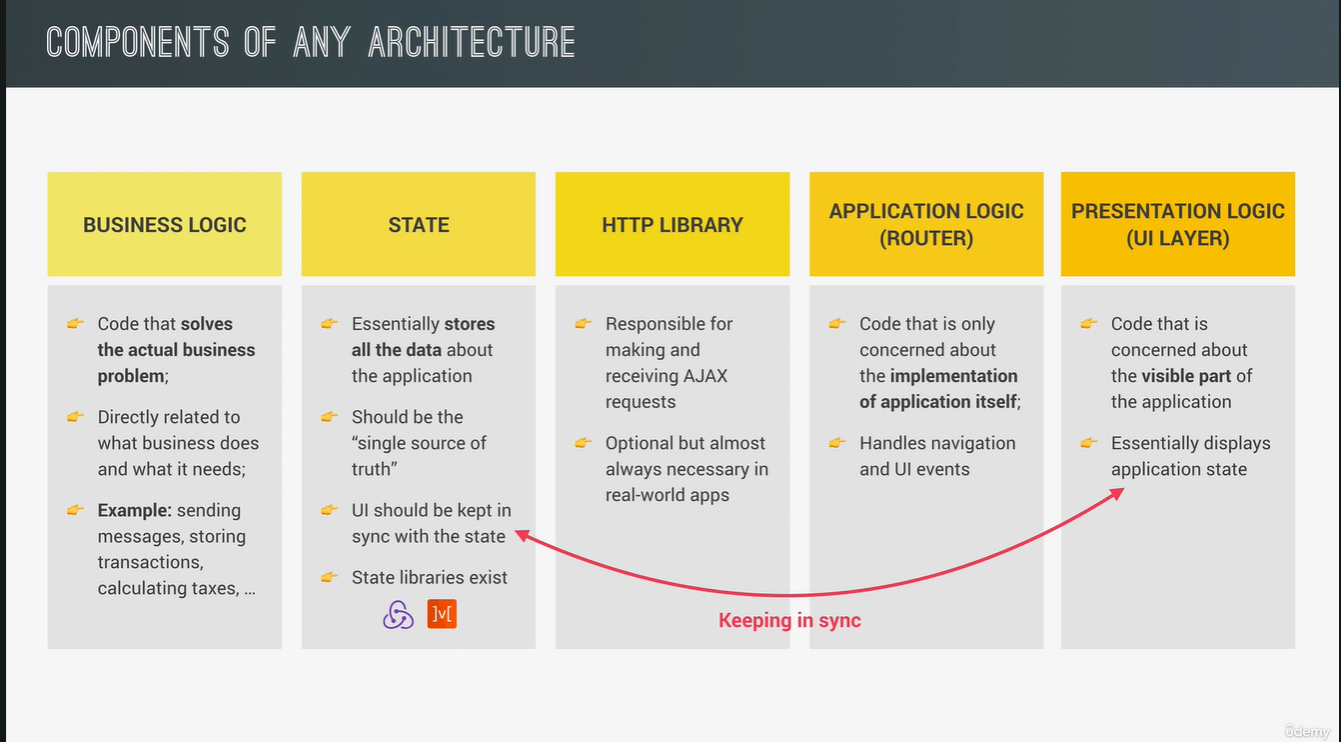 COMPONENTS OF ANY ARCHITECTURE
BUSINESS LOGIC
Code that solves
the actual business
problem;
Directly related to
what business does
and what it needs;
Example: sending
messages, storing
transactions,
calculating taxes, …
STATE
Essentially stores
all the data about
the application
Should be the
“single source of
truth”
UI should be kept in
sync with the state
State libraries exist
]v[
HTTP LIBRARY
Responsible for
making and
receiving AJAX
requests
Optional but almost
always necessary in
real-world apps
APPLICATION LOGIC
(ROUTER)
Code that is only
concerned about
the implementation
of application itself;
Handles navigation
and UI events
PRESENTATION LOGIC
(UI LAYER)
Code that is
concerned about
the visible part of
the application
Essentially displays
application state
Keeping in sync
ûdemy